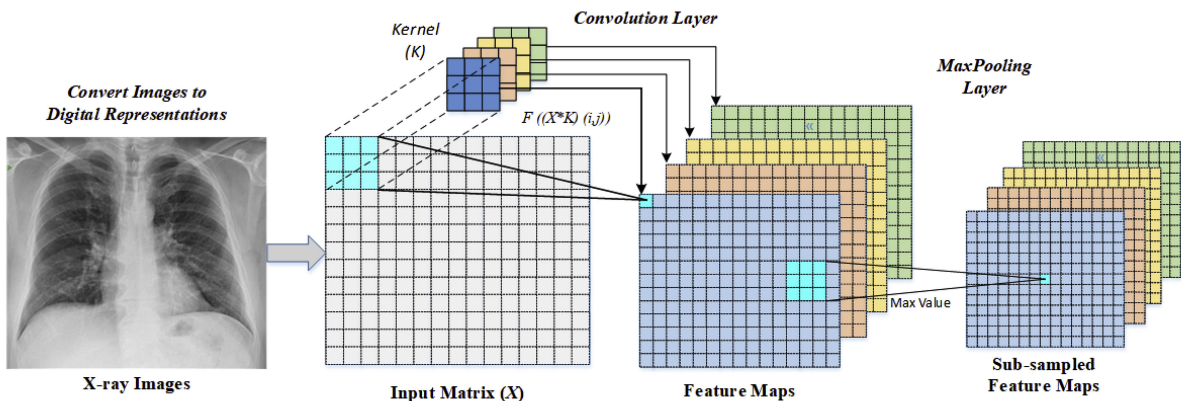 Convert Images to
Digital Representations
X-ray Images
Kernel
(K)
Convolution Layer
F ((X*K) (i,j))
Input Matrix (X)
«
Feature Maps
MaxPooling
Layer
«
Max Value
Sub-sampled
Feature Maps